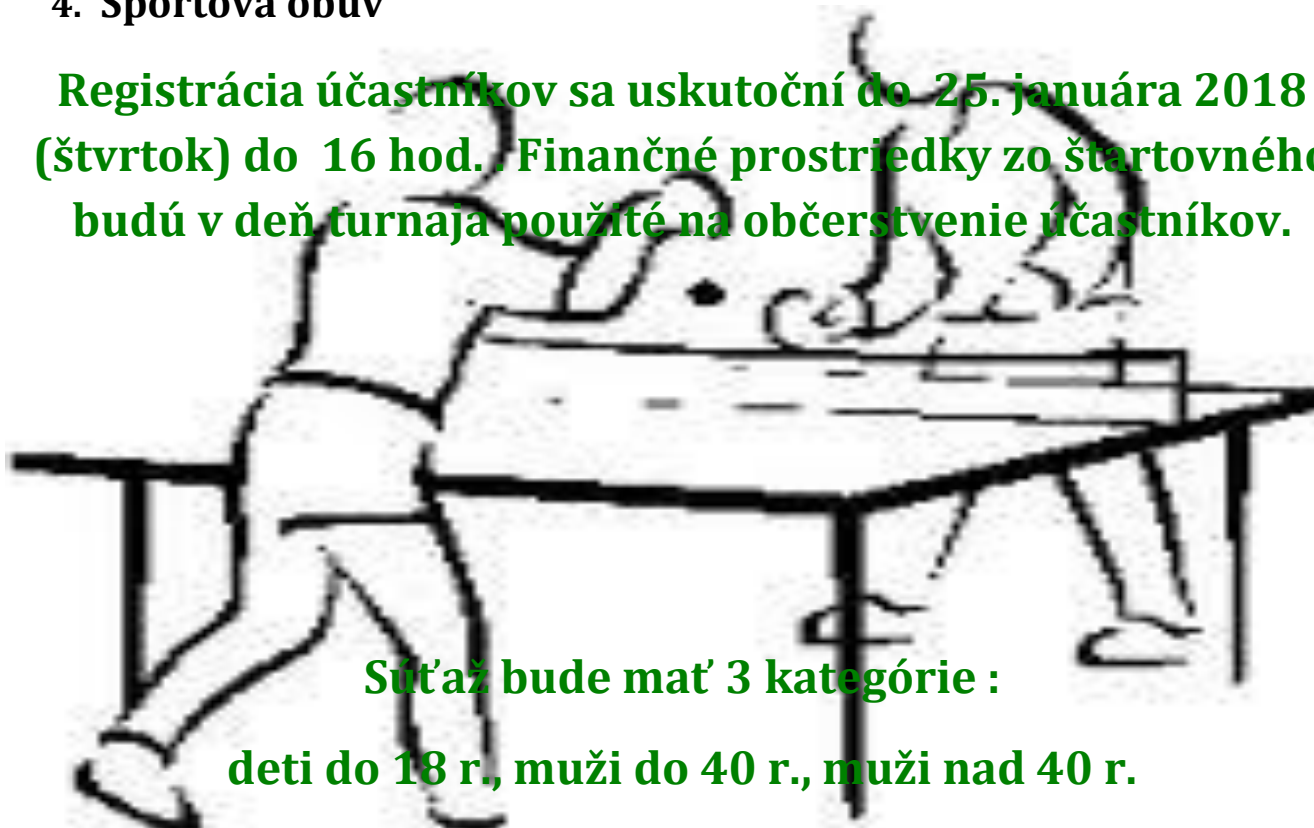 4. Športová obuv
Registrácia účastníkov sa uskutoční do 25. januára 2018
(štvrtok) do 16 hod. . Finančné prostriedky zo štartovného
budú v deň turnaja použité na občerstvenie účastníkov.
Súťaž bude mať 3 kategórie :
deti do 18 r., muži do 40 r., muži nad 40 r.